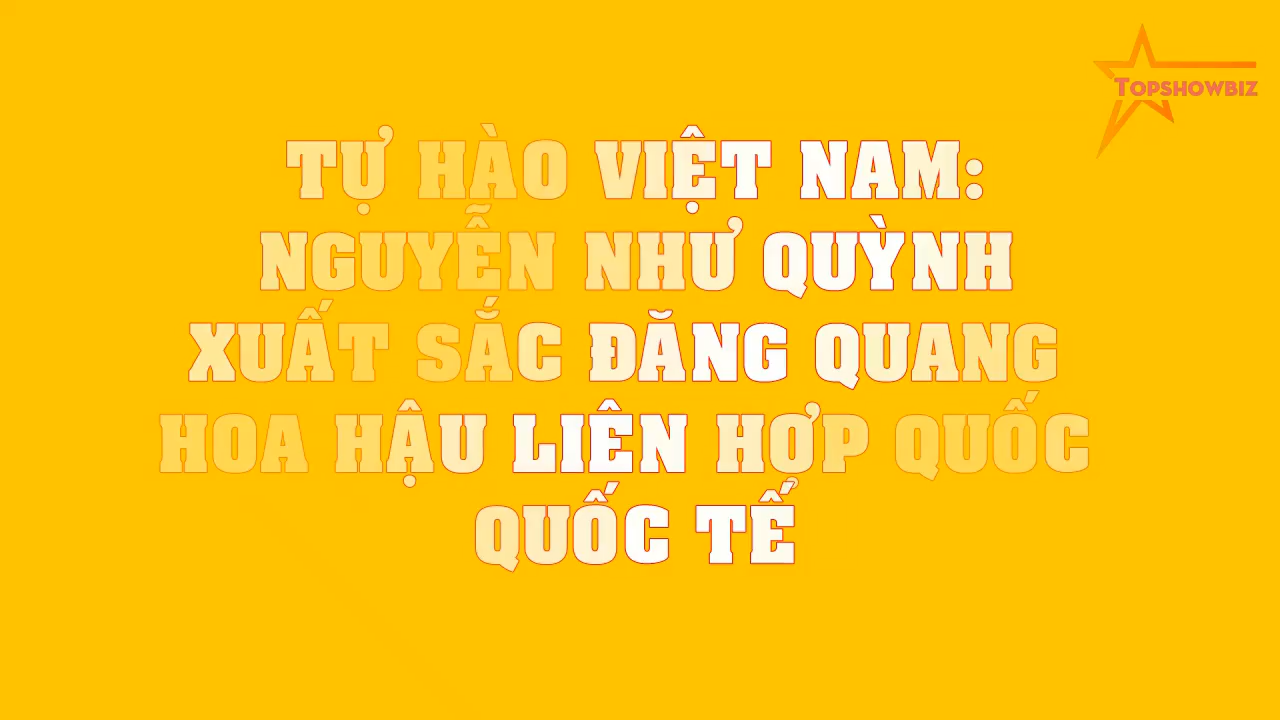 TOPSHOWBIZ
TỰ HÀO VIỆT NAM:
NGUYỄN NHƯ QUỲNH
XUẤT SẮC ĐĂNG QUANG
HOA HẬU LIÊN HỢP QUỐC
QUỐC TẾ